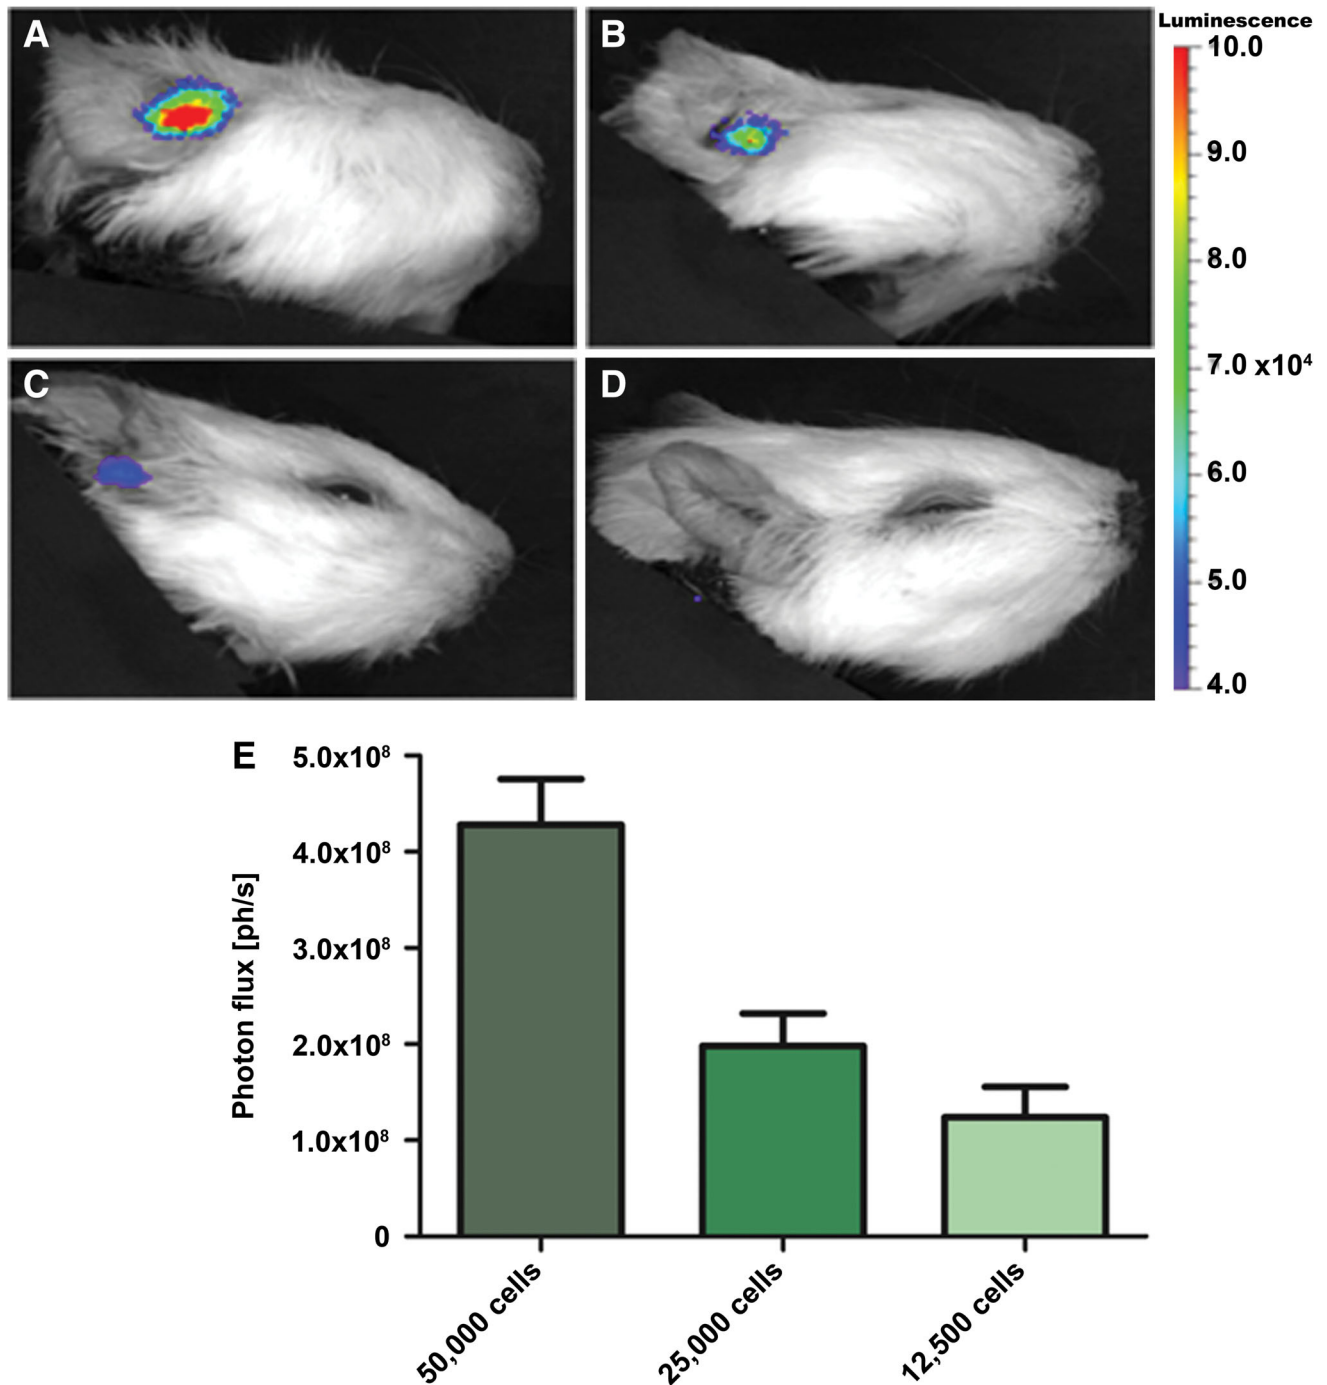 A
B
Luminescence
10.0
9.0
8.0
7.0 x10⁴
6.0
5.0
4.0
C
D
E
5.0x10⁸
4.0x10⁸
3.0x10⁸
2.0x10⁸
1.0x10⁸
0
Photon flux [ph/s]
50,000 cells
25,000 cells
12,500 cells